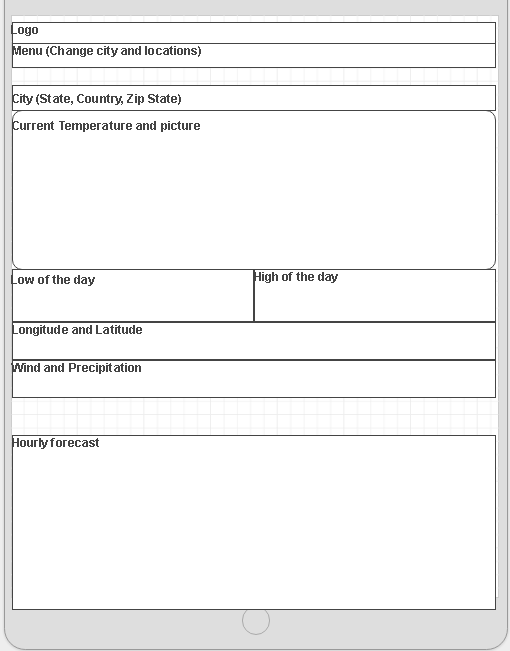 Logo
Menu (Change city and locations)
City (State, Country, Zip State)
Current Temperature and picture
Low of the day
High of the day
Longitude and Latitude
Wind and Precipitation
Hourly forecast